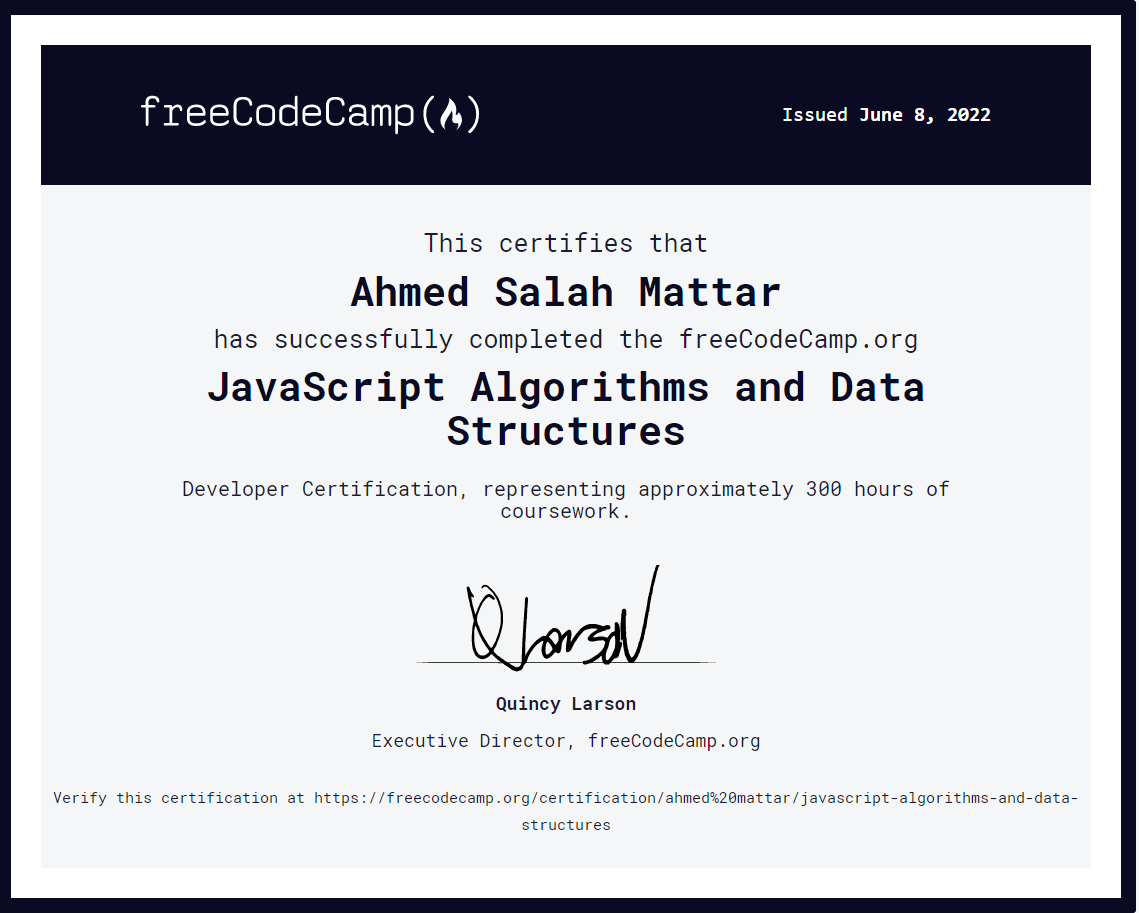 freeCodeCamp(🔥)
Issued June 8, 2022
This certifies that
Ahmed Salah Mattar
has successfully completed the freeCodeCamp.org
JavaScript Algorithms and Data
Structures
Developer Certification, representing approximately 300 hours of
coursework.
Q Larson
Quincy Larson
Executive Director, freeCodeCamp.org
Verify this certification at https://freecodecamp.org/certification/ahmed%20mattar/javascript-algorithms-and-data-
structures